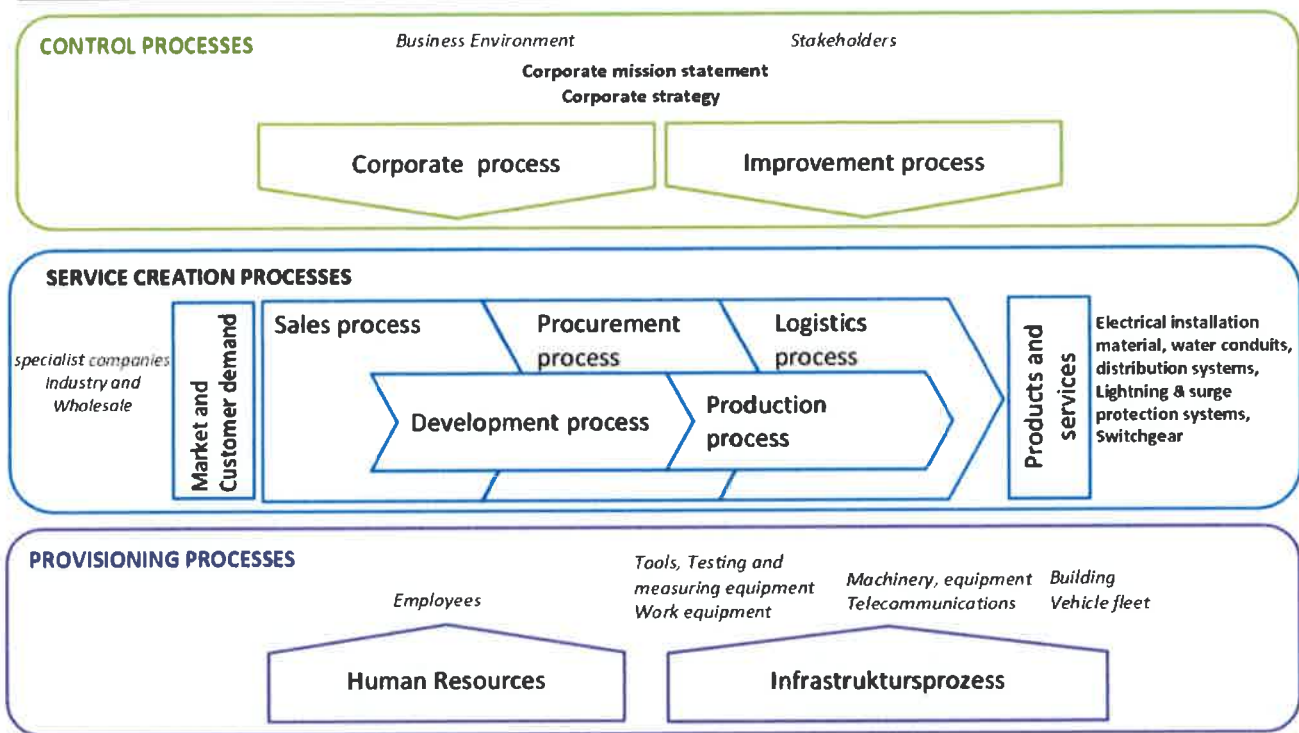 CONTROL PROCESSES
Business Environment
Stakeholders
Corporate mission statement
Corporate strategy
Corporate process
Improvement process
SERVICE CREATION PROCESSES
specialist companies
Industry and
Wholesale
Market and
Customer demand
Sales process
Procurement
process
Logistics
process
Development process
Production
process
Products and
services
Electrical installation
material, water conduits,
distribution systems,
Lightning & surge
protection systems,
Switchgear
PROVISIONING PROCESSES
Employees
Tools, Testing and
measuring equipment
Work equipment
Machinery, equipment
Telecommunications
Building
Vehicle fleet
Human Resources
Infrastruktursprozess